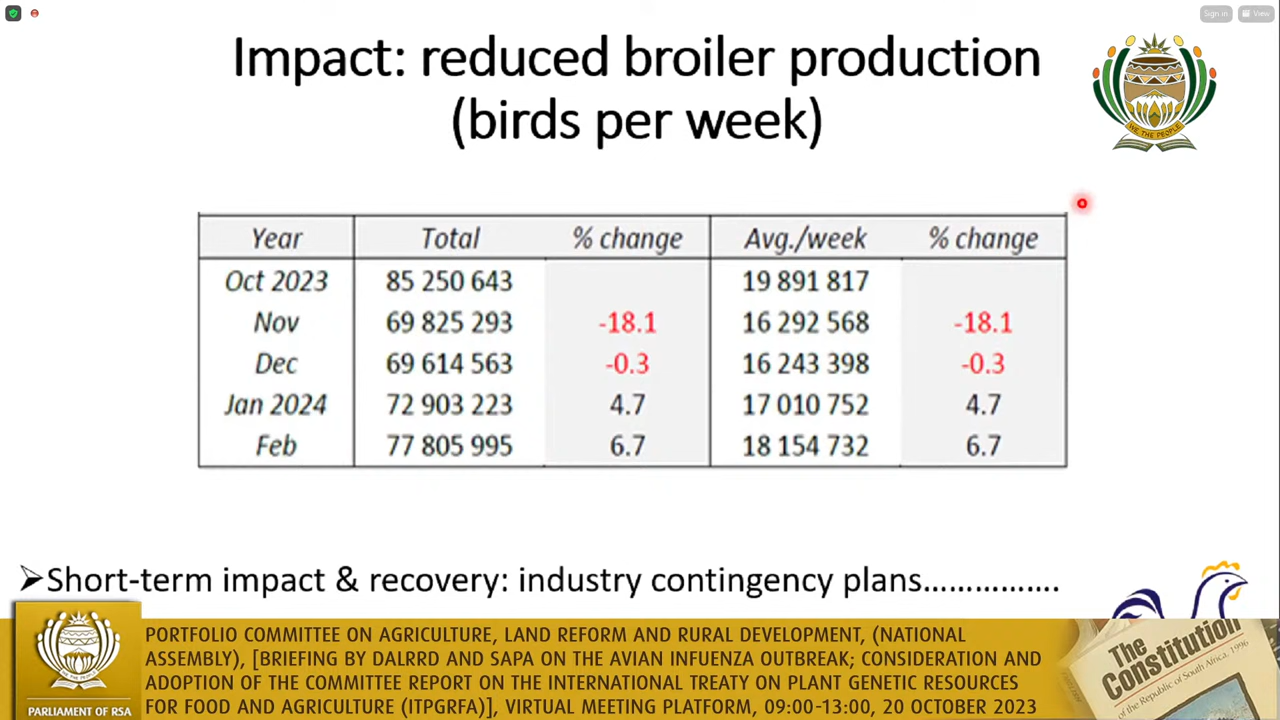 Sign in View
Impact: reduced broiler production
(birds per week)
WE THE PEOPLE
Year Total % change Avg./week % change
Oct 2023 85 250 643 19 891 817
Nov 69 825 293 -18.1 16 292 568 -18.1
Dec 69 614 563 -0.3 16 243 398 -0.3
Jan 2024 72 903 223 4.7 17 010 752 4.7
Feb 77 805 995 6.7 18 154 732 6.7
➢Short-term impact & recovery: industry contingency plans…………….
PORTFOLIO COMMITTEE ON AGRICULTURE, LAND REFORM AND RURAL DEVELOPMENT, (NATIONAL
ASSEMBLY), [BRIEFING BY DALRRD AND SAPA ON THE AVIAN INFUENZA OUTBREAK; CONSIDERATION AND
ADOPTION OF THE COMMITTEE REPORT ON THE INTERNATIONAL TREATY ON PLANT GENETIC RESOURCES
FOR FOOD AND AGRICULTURE (ITPGRFA)], VIRTUAL MEETING PLATFORM, 09:00-13:00, 20 OCTOBER 2023
PARLIAMENT OF RSA
The
Constitution
of the Republic of South Africa, 1996